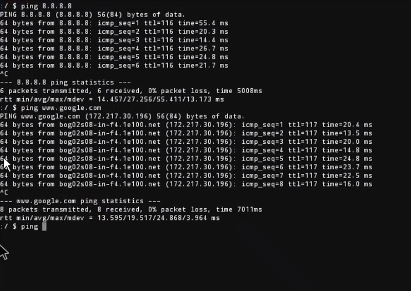 :/ $ ping 8.8.8.8
PING 8.8.8.8 (8.8.8.8) 56(84) bytes of data.
64 bytes from 8.8.8.8: icmp_seq=1 ttl=116 time=55.4 ms
64 bytes from 8.8.8.8: icmp_seq=2 ttl=116 time=20.3 ms
64 bytes from 8.8.8.8: icmp_seq=3 ttl=116 time=14.4 ms
64 bytes from 8.8.8.8: icmp_seq=4 ttl=116 time=26.7 ms
64 bytes from 8.8.8.8: icmp_seq=5 ttl=116 time=24.8 ms
64 bytes from 8.8.8.8: icmp_seq=6 ttl=116 time=21.7 ms
^C
--- 8.8.8.8 ping statistics ---
6 packets transmitted, 6 received, 0% packet loss, time 5008ms
rtt min/avg/max/mdev = 14.457/27.256/55.411/13.173 ms
:/ $ ping www.google.com
PING www.google.com (172.217.30.196) 56(84) bytes of data.
64 bytes from bog02s08-in-f4.1e100.net (172.217.30.196): icmp_seq=1 ttl=117 time=20.4 ms
64 bytes from bog02s08-in-f4.1e100.net (172.217.30.196): icmp_seq=2 ttl=117 time=13.5 ms
64 bytes from bog02s08-in-f4.1e100.net (172.217.30.196): icmp_seq=3 ttl=117 time=20.0 ms
64 bytes from bog02s08-in-f4.1e100.net (172.217.30.196): icmp_seq=4 ttl=117 time=14.8 ms
64 bytes from bog02s08-in-f4.1e100.net (172.217.30.196): icmp_seq=5 ttl=117 time=24.8 ms
64 bytes from bog02s08-in-f4.1e100.net (172.217.30.196): icmp_seq=6 ttl=117 time=23.7 ms
64 bytes from bog02s08-in-f4.1e100.net (172.217.30.196): icmp_seq=7 ttl=117 time=22.5 ms
64 bytes from bog02s08-in-f4.1e100.net (172.217.30.196): icmp_seq=8 ttl=117 time=16.0 ms
^C
--- www.google.com ping statistics ---
8 packets transmitted, 8 received, 0% packet loss, time 7011ms
rtt min/avg/max/mdev = 13.595/19.517/24.868/3.964 ms
:/ $ ping